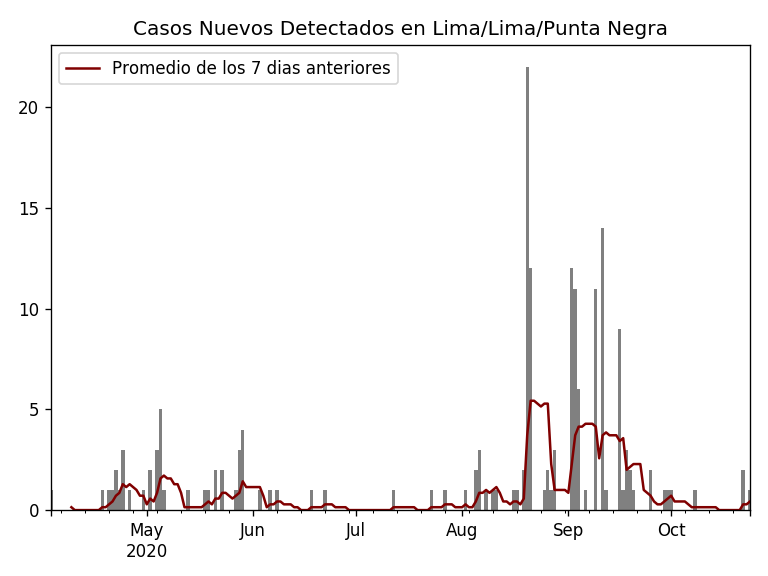 Casos Nuevos Detectados en Lima/Lima/Punta Negra
Promedio de los 7 dias anteriores
20
15
10
5
0
May Jun Jul Aug Sep Oct
2020